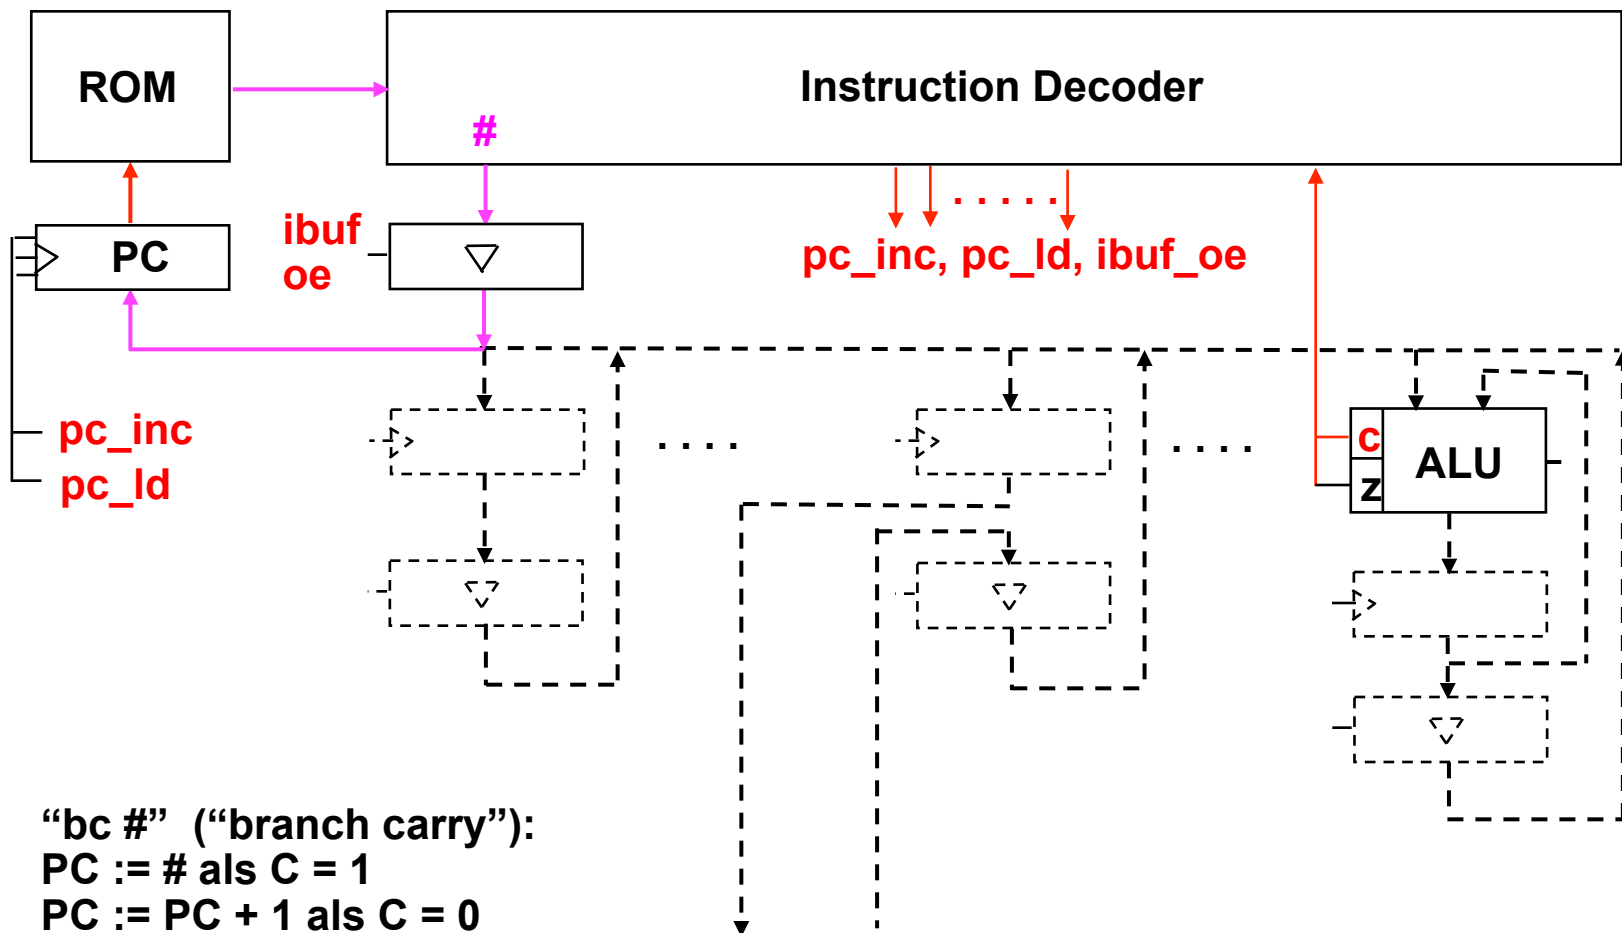 ROM
Instruction Decoder
#
PC
ibuf
oe
. . . . .
pc_inc, pc_ld, ibuf_oe
pc_inc
pc_ld
. . . .
. . . .
c
z
ALU
“bc #” (“branch carry”):
PC := # als C = 1
PC := PC + 1 als C = 0